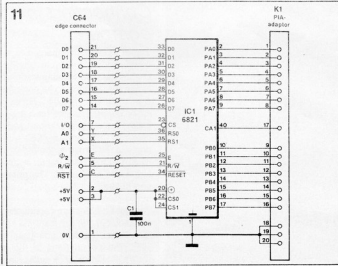 11
C64
edge connector
K1
PIA-
adaptor
D0 21 33 D0 PA0 2 1
D1 20 32 D1 PA1 3 2
D2 19 31 D2 PA2 4 3
D3 18 30 D3 PA3 5 4
D4 17 29 D4 PA4 6 5
D5 16 28 D5 PA5 7 6
D6 15 27 D6 PA6 8 7
D7 14 26 D7 PA7 9 8
IC1
6821
I/O 7 23 CS
A0 Y 36 RS0 CA1 40 17
A1 X 35 RS1
PB0 10 9
PB1 11 10
Φ2 E 25 E PB2 12 11
R/W 5 21 R/W PB3 13 12
RST C 34 RESET PB4 14 13
+5V 2 20 PB5 15 14
+5V 3 22 CS0 PB6 16 15
24 CS1 PB7 17 16
C1
100n
1
18
0V 1 19
20